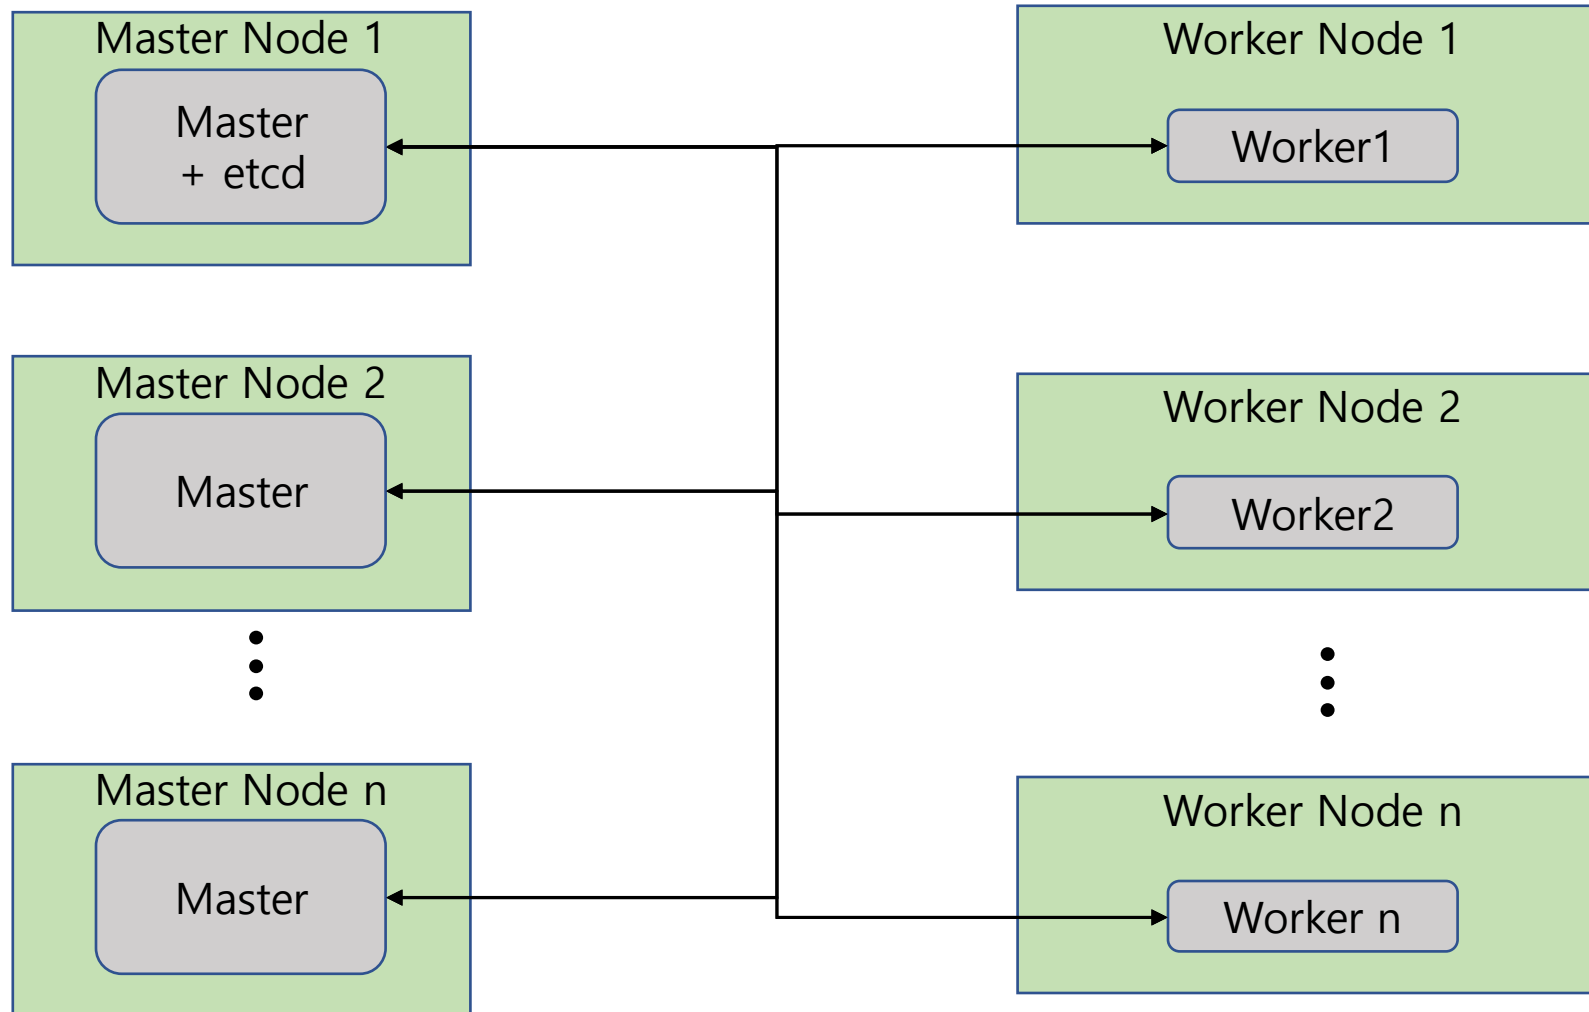 Master Node 1
Master
+ etcd
Master Node 2
Master
Master Node n
Master
Worker Node 1
Worker1
Worker Node 2
Worker2
Worker Node n
Worker n